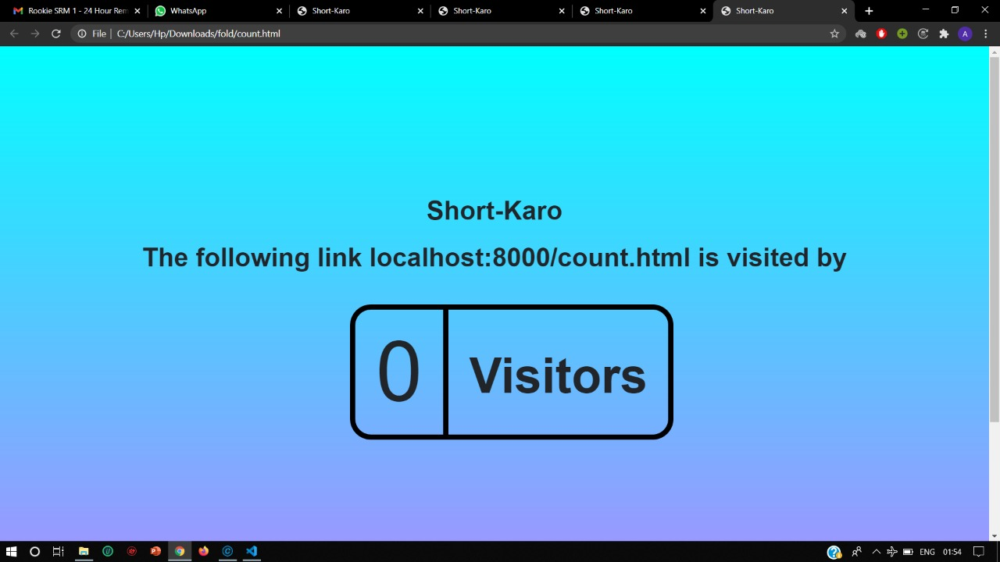 Rookie SRM 1 - 24 Hour Rem
WhatsApp
Short-Karo
Short-Karo
Short-Karo
Short-Karo
File
C:/Users/Hp/Downloads/fold/count.html
A
Short-Karo
The following link localhost:8000/count.html is visited by
0
Visitors
ENG
01:54